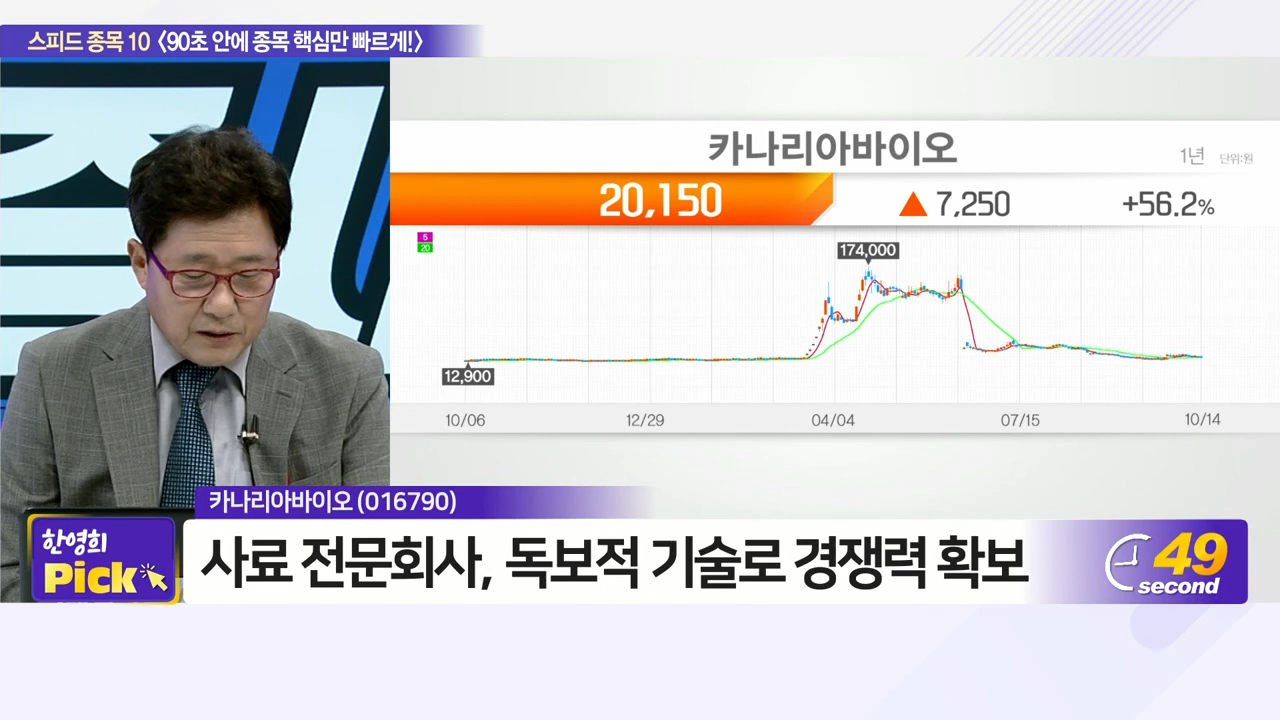 스피드 종목 10 <90초 안에 종목 핵심만 빠르게!>
카나리아바이오
1년 단위:원
20,150 ▲ 7,250 +56.2%
5
20
174,000
12,900
10/06 12/29 04/04 07/15 10/14
카나리아바이오 (016790)
한영희
Pick
사료 전문회사, 독보적 기술로 경쟁력 확보
49
second